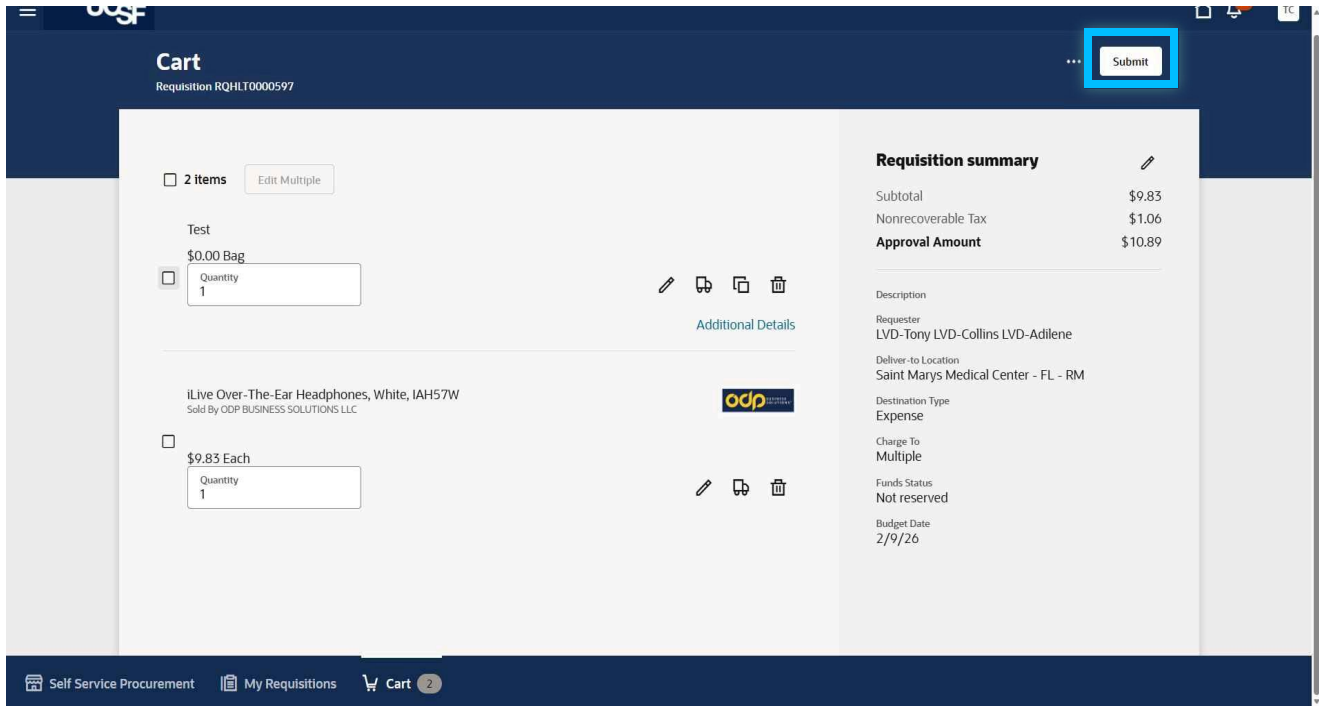 UCSF
TC
Cart
Submit
Requisition RQHLT0000597
2 items
Edit Multiple
Test
$0.00 Bag
Quantity
1
Additional Details
iLive Over-The-Ear Headphones, White, IAH57W
Sold By ODP BUSINESS SOLUTIONS LLC
odp
$9.83 Each
Quantity
1
Requisition summary
Subtotal $9.83
Nonrecoverable Tax $1.06
Approval Amount $10.89
Description
Requester
LVD-Tony LVD-Collins LVD-Adilene
Deliver-to Location
Saint Marys Medical Center - FL - RM
Destination Type
Expense
Charge To
Multiple
Funds Status
Not reserved
Budget Date
2/9/26
Self Service Procurement
My Requisitions
Cart 2